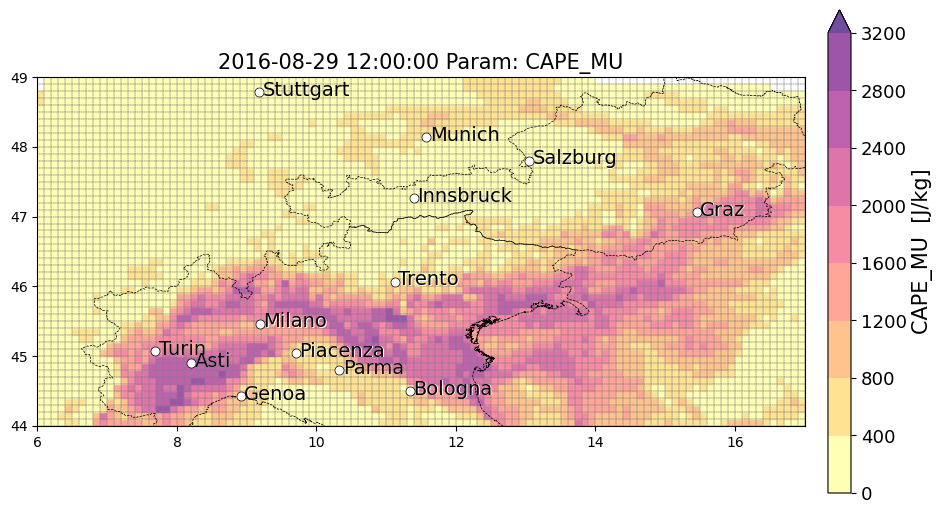 2016-08-29 12:00:00 Param: CAPE_MU
49
48
47
46
45
44
6
8
10
12
14
16
Stuttgart
Munich
Salzburg
Innsbruck
Graz
Trento
Milano
Turin
Asti
Piacenza
Parma
Genoa
Bologna
3200
2800
2400
2000
1600
1200
800
400
0
CAPE_MU [J/kg]